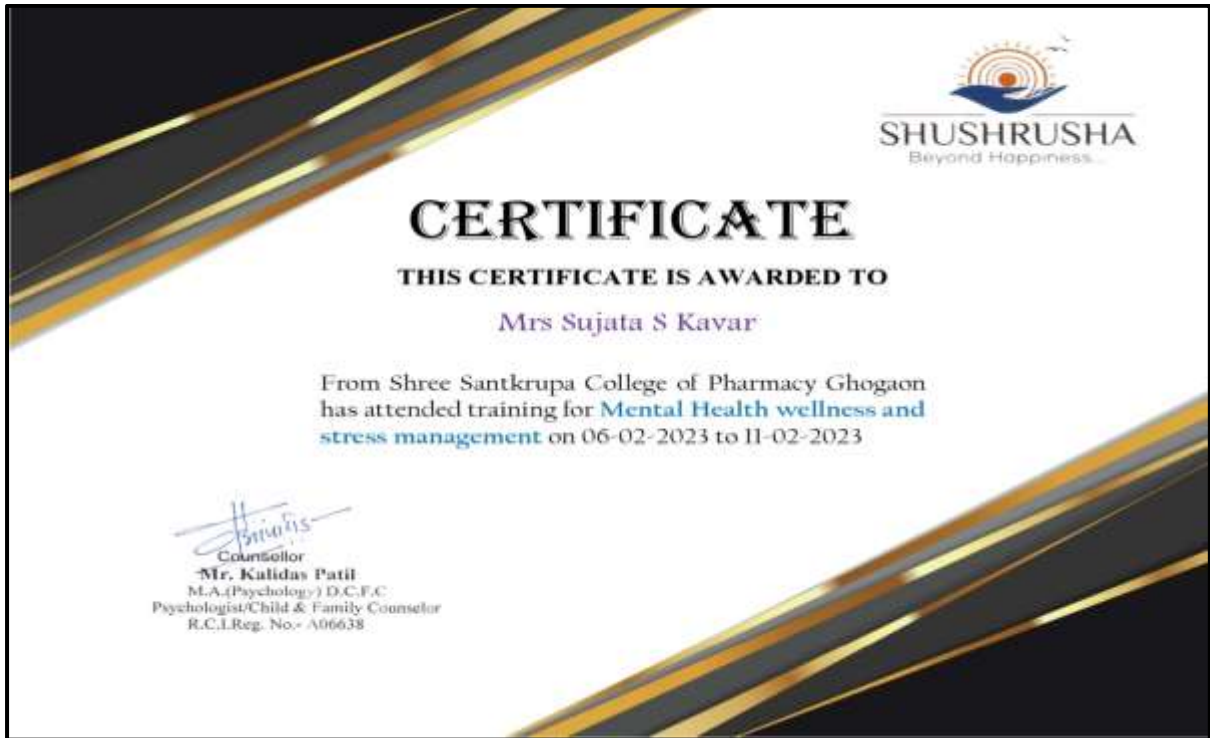 SHUSHRUSHA
Beyond Happiness...
CERTIFICATE
THIS CERTIFICATE IS AWARDED TO
Mrs Sujata S Kavar
From Shree Santkrupa College of Pharmacy Ghogaon
has attended training for Mental Health wellness and
stress management on 06-02-2023 to 11-02-2023
Counsellor
Mr. Kalidas Patil
M.A.(Psychology) D.C.F.C
Psychologist/Child & Family Counselor
R.C.I.Reg. No.- A06638